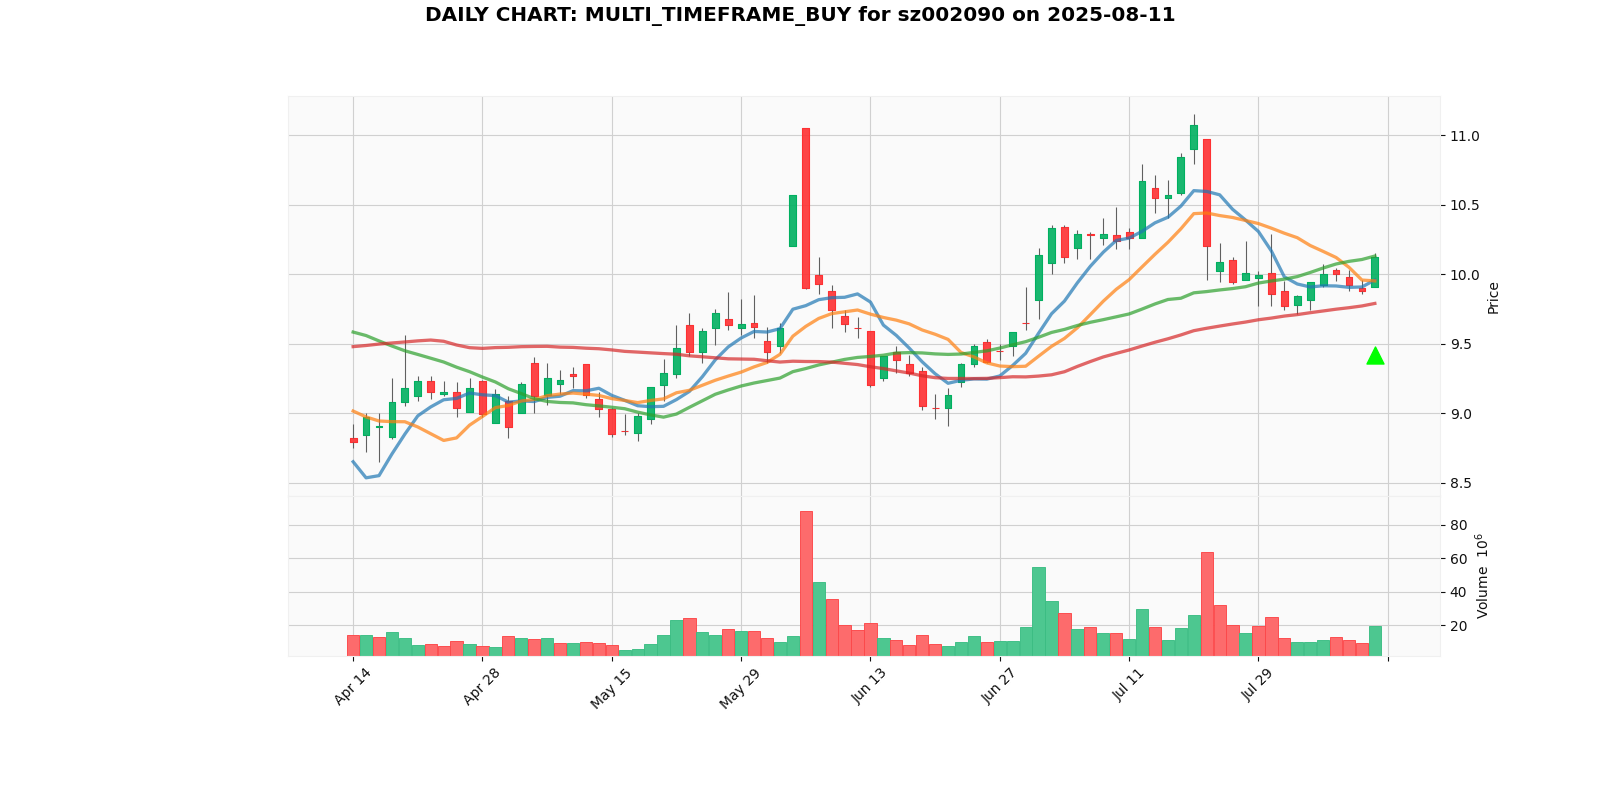 DAILY CHART: MULTI_TIMEFRAME_BUY for sz002090 on 2025-08-11
11.0
10.5
10.0
9.5
9.0
8.5
Price
80
60
40
20
Volume 10^6
Apr 14
Apr 28
May 15
May 29
Jun 13
Jun 27
Jul 11
Jul 29